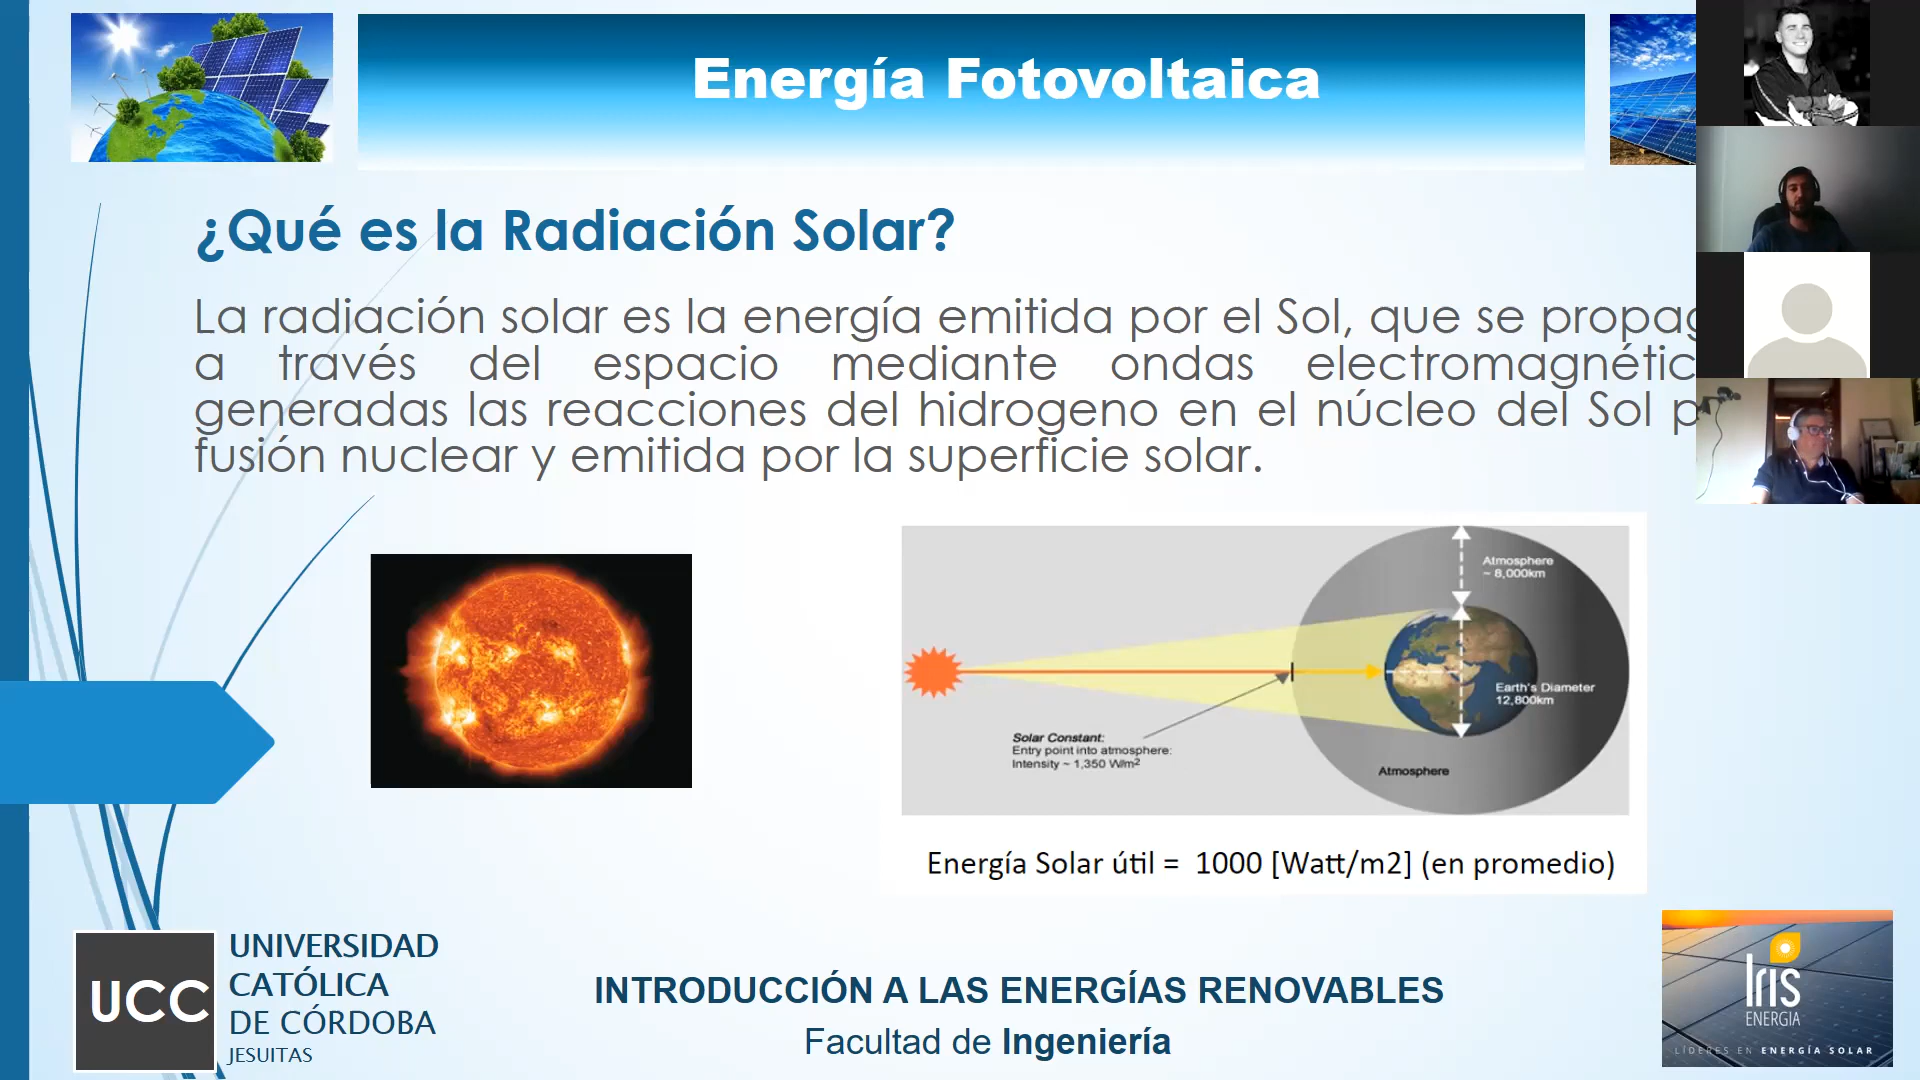 Energía Fotovoltaica
¿Qué es la Radiación Solar?
La radiación solar es la energía emitida por el Sol, que se
a través del espacio mediante ondas
generadas las reacciones del hidrogeno en el núcleo del Sol
fusión nuclear y emitida por la superficie solar.
Atmosphere
~ 8,000km
Earth's Diameter
12,800km
Solar Constant:
Entry point into atmosphere:
Intensity ~ 1,350 W/m²
Atmosphere
Energía Solar útil = 1000 [Watt/m2] (en promedio)
UCC
UNIVERSIDAD
CATÓLICA
DE CÓRDOBA
JESUITAS
INTRODUCCIÓN A LAS ENERGÍAS RENOVABLES
Facultad de Ingeniería
Iris
ENERGIA
LÍDERES EN ENERGÍA SOLAR